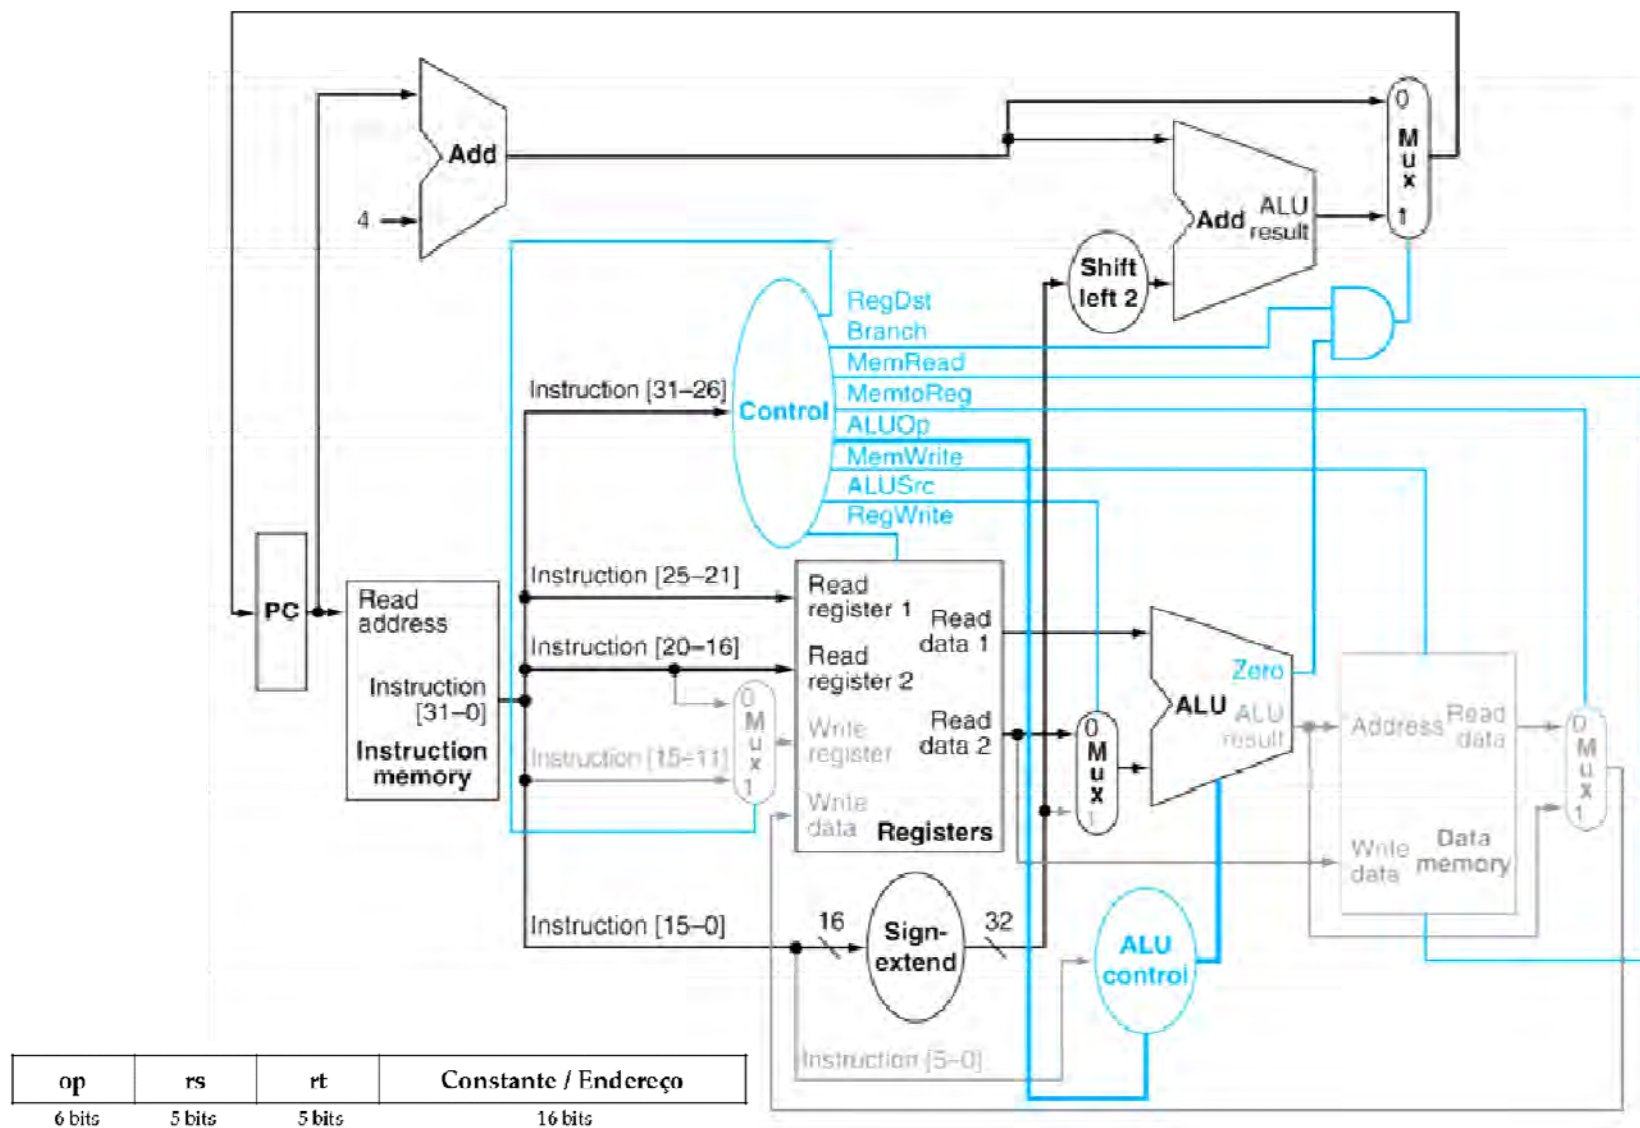 Add
4
0
M
u
x
1
Add
ALU
result
Shift
left 2
RegDst
Branch
MemRead
MemtoReg
ALUOp
MemWrite
ALUSrc
RegWrite
Control
Instruction [31–26]
PC
Read
address
Instruction
[31–0]
Instruction
memory
Instruction [25–21]
Instruction [20–16]
Instruction [15–11]
0
M
u
x
1
Read
register 1
Read
register 2
Write
register
Write
data
Read
data 1
Read
data 2
Registers
0
M
u
x
1
Zero
ALU
ALU
result
Address
Read
data
Write
data
Data
memory
0
M
u
x
1
Instruction [15–0]
16
Sign-
extend
32
ALU
control
Instruction [5–0]
op rs rt Constante / Endereço
6 bits 5 bits 5 bits 16 bits